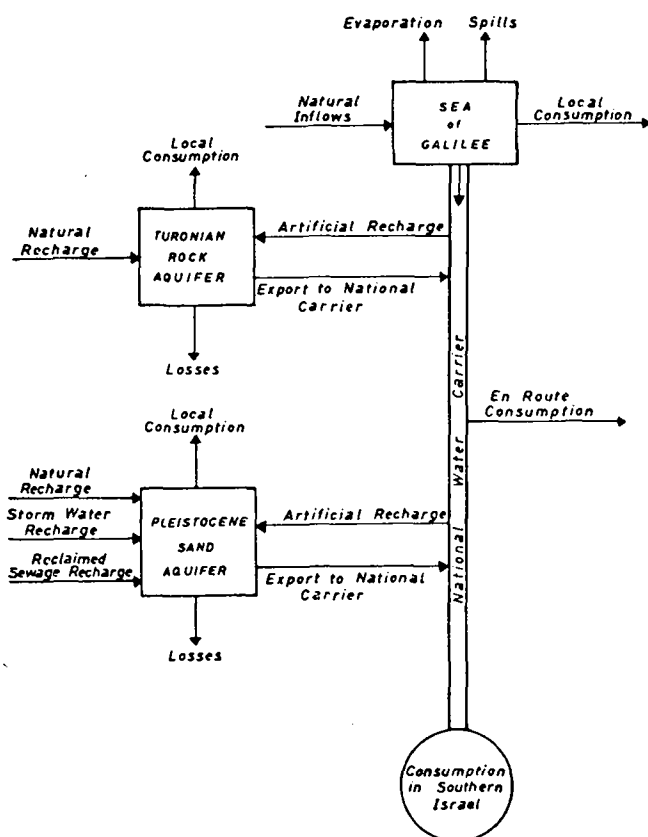 Evaporation
Spills
Natural
Inflows
SEA
of
GALILEE
Local
Consumption
Local
Consumption
Natural
Recharge
TURONIAN
ROCK
AQUIFER
Artificial Recharge
Export to National
Carrier
Losses
En Route
Consumption
National Water Carrier
Local
Consumption
Natural
Recharge
Storm Water
Recharge
Reclaimed
Sewage Recharge
PLEISTOCENE
SAND
AQUIFER
Artificial Recharge
Export to National
Carrier
Losses
Consumption
in Southern
Israel